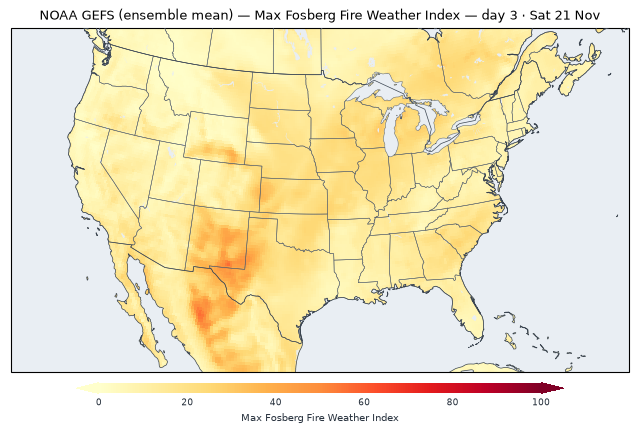 NOAA GEFS (ensemble mean) — Max Fosberg Fire Weather Index — day 3 · Sat 21 Nov
0 20 40 60 80 100
Max Fosberg Fire Weather Index